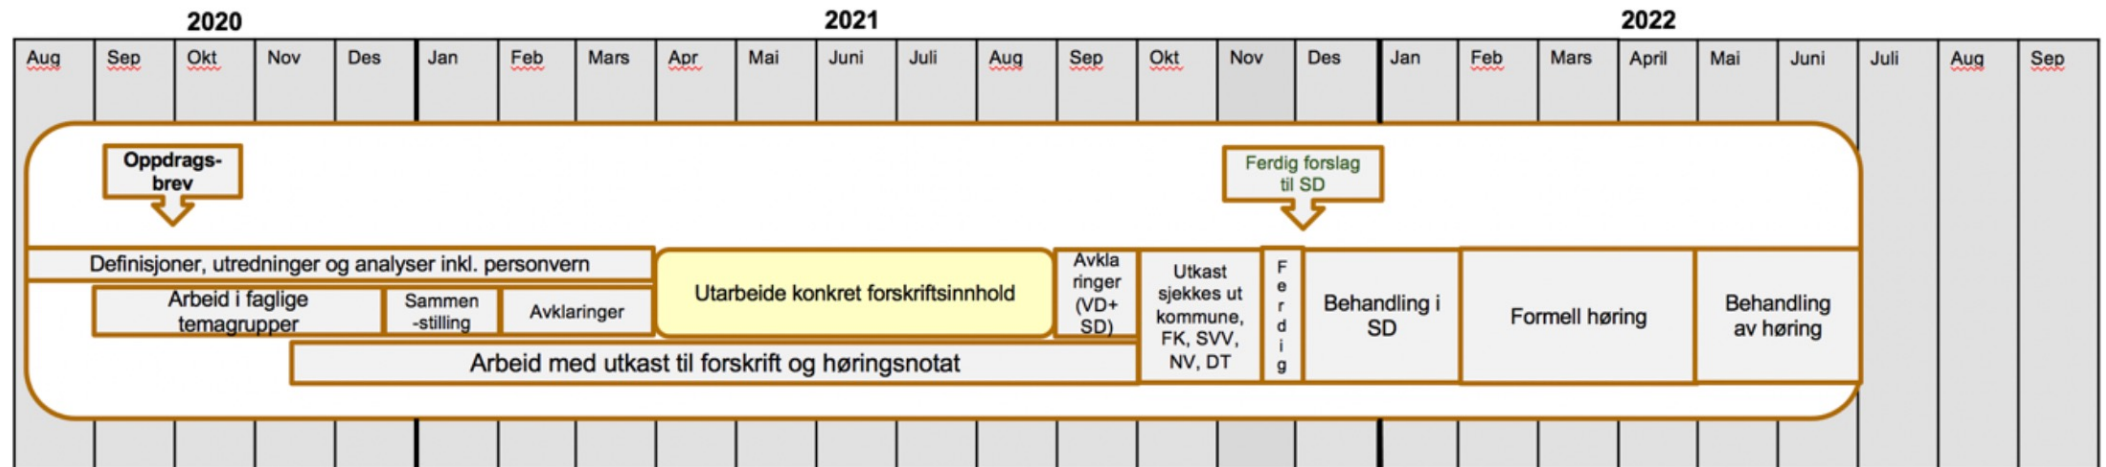 2020
2021
2022
Aug Sep Okt Nov Des Jan Feb Mars Apr Mai Juni Juli Aug Sep Okt Nov Des Jan Feb Mars April Mai Juni Juli Aug Sep
Oppdrags-
brev
Ferdig forslag
til SD
Definisjoner, utredninger og analyser inkl. personvern
Arbeid i faglige
temagrupper
Sammen
-stilling
Avklaringer
Utarbeide konkret forskriftsinnhold
Arbeid med utkast til forskrift og høringsnotat
Avkla
ringer
(VD+
SD)
Utkast
sjekkes ut
kommune,
FK, SVV,
NV, DT
F
e
r
d
i
g
Behandling i
SD
Formell høring
Behandling
av høring